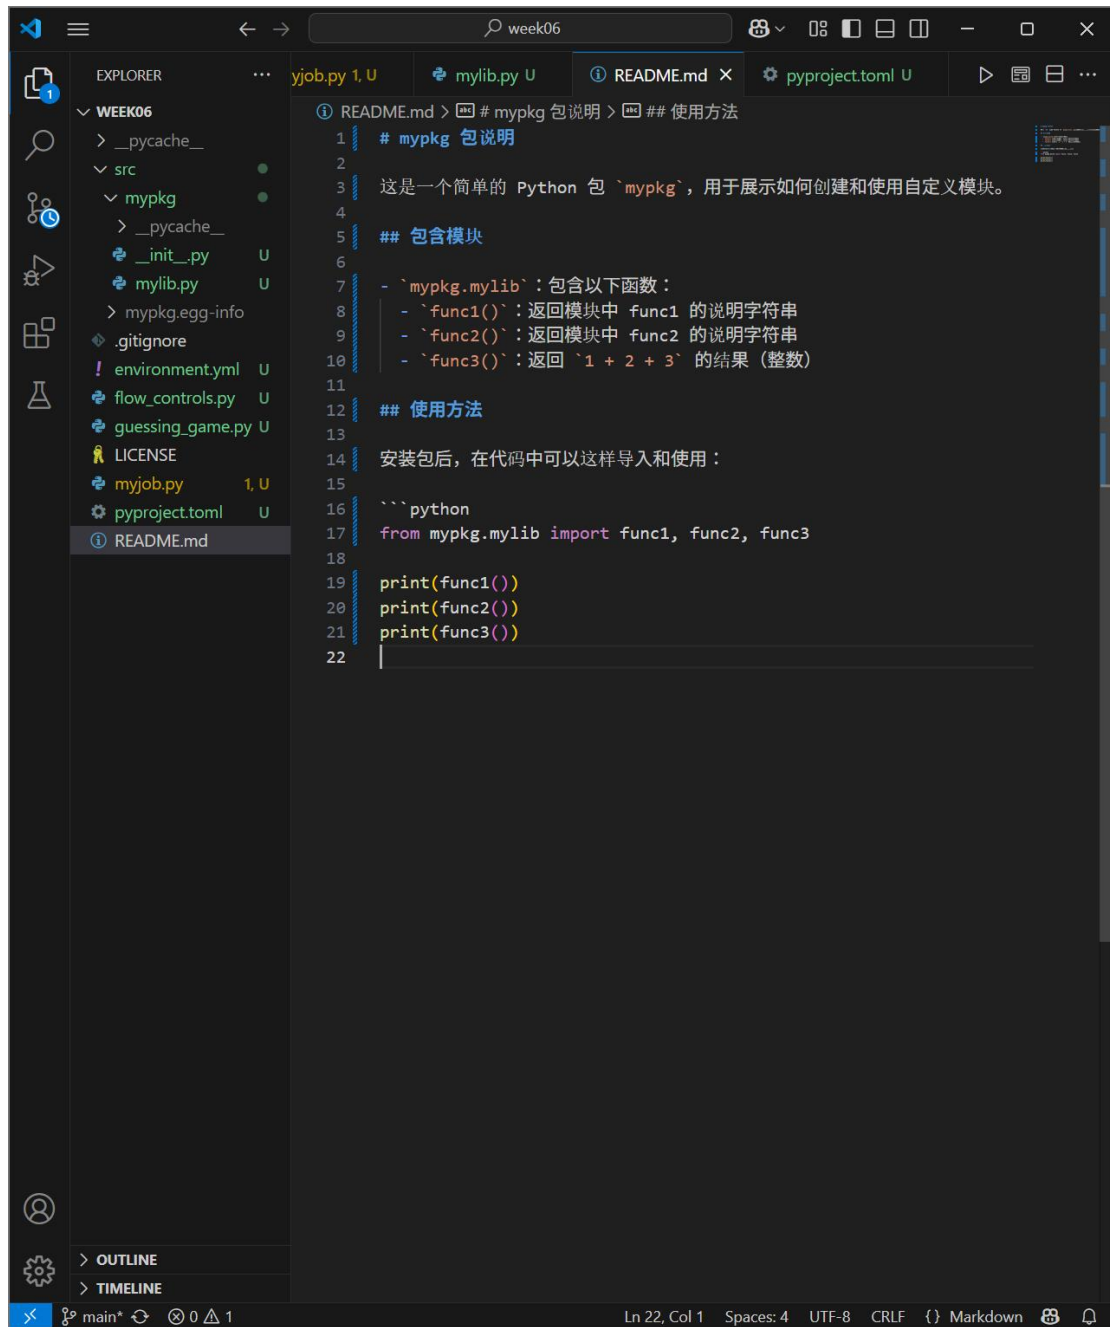 week06
EXPLORER
yjob.py 1, U
mylib.py U
README.md
pyproject.toml U
WEEK06
README.md > # mypkg 包说明 > ## 使用方法
__pycache__
src
mypkg
__pycache__
__init__.py U
mylib.py U
mypkg.egg-info
.gitignore
environment.yml U
flow_controls.py U
guessing_game.py U
LICENSE
myjob.py 1, U
pyproject.toml U
README.md
1 # mypkg 包说明
2
3 这是一个简单的 Python 包 `mypkg`，用于展示如何创建和使用自定义模块。
4
5 ## 包含模块
6
7 - `mypkg.mylib`：包含以下函数：
8 - `func1()`：返回模块中 func1 的说明字符串
9 - `func2()`：返回模块中 func2 的说明字符串
10 - `func3()`：返回 `1 + 2 + 3` 的结果（整数）
11
12 ## 使用方法
13
14 安装包后，在代码中可以这样导入和使用：
15
16 ```python
17 from mypkg.mylib import func1, func2, func3
18
19 print(func1())
20 print(func2())
21 print(func3())
22
1
OUTLINE
TIMELINE
main* 0 1 Ln 22, Col 1 Spaces: 4 UTF-8 CRLF {} Markdown